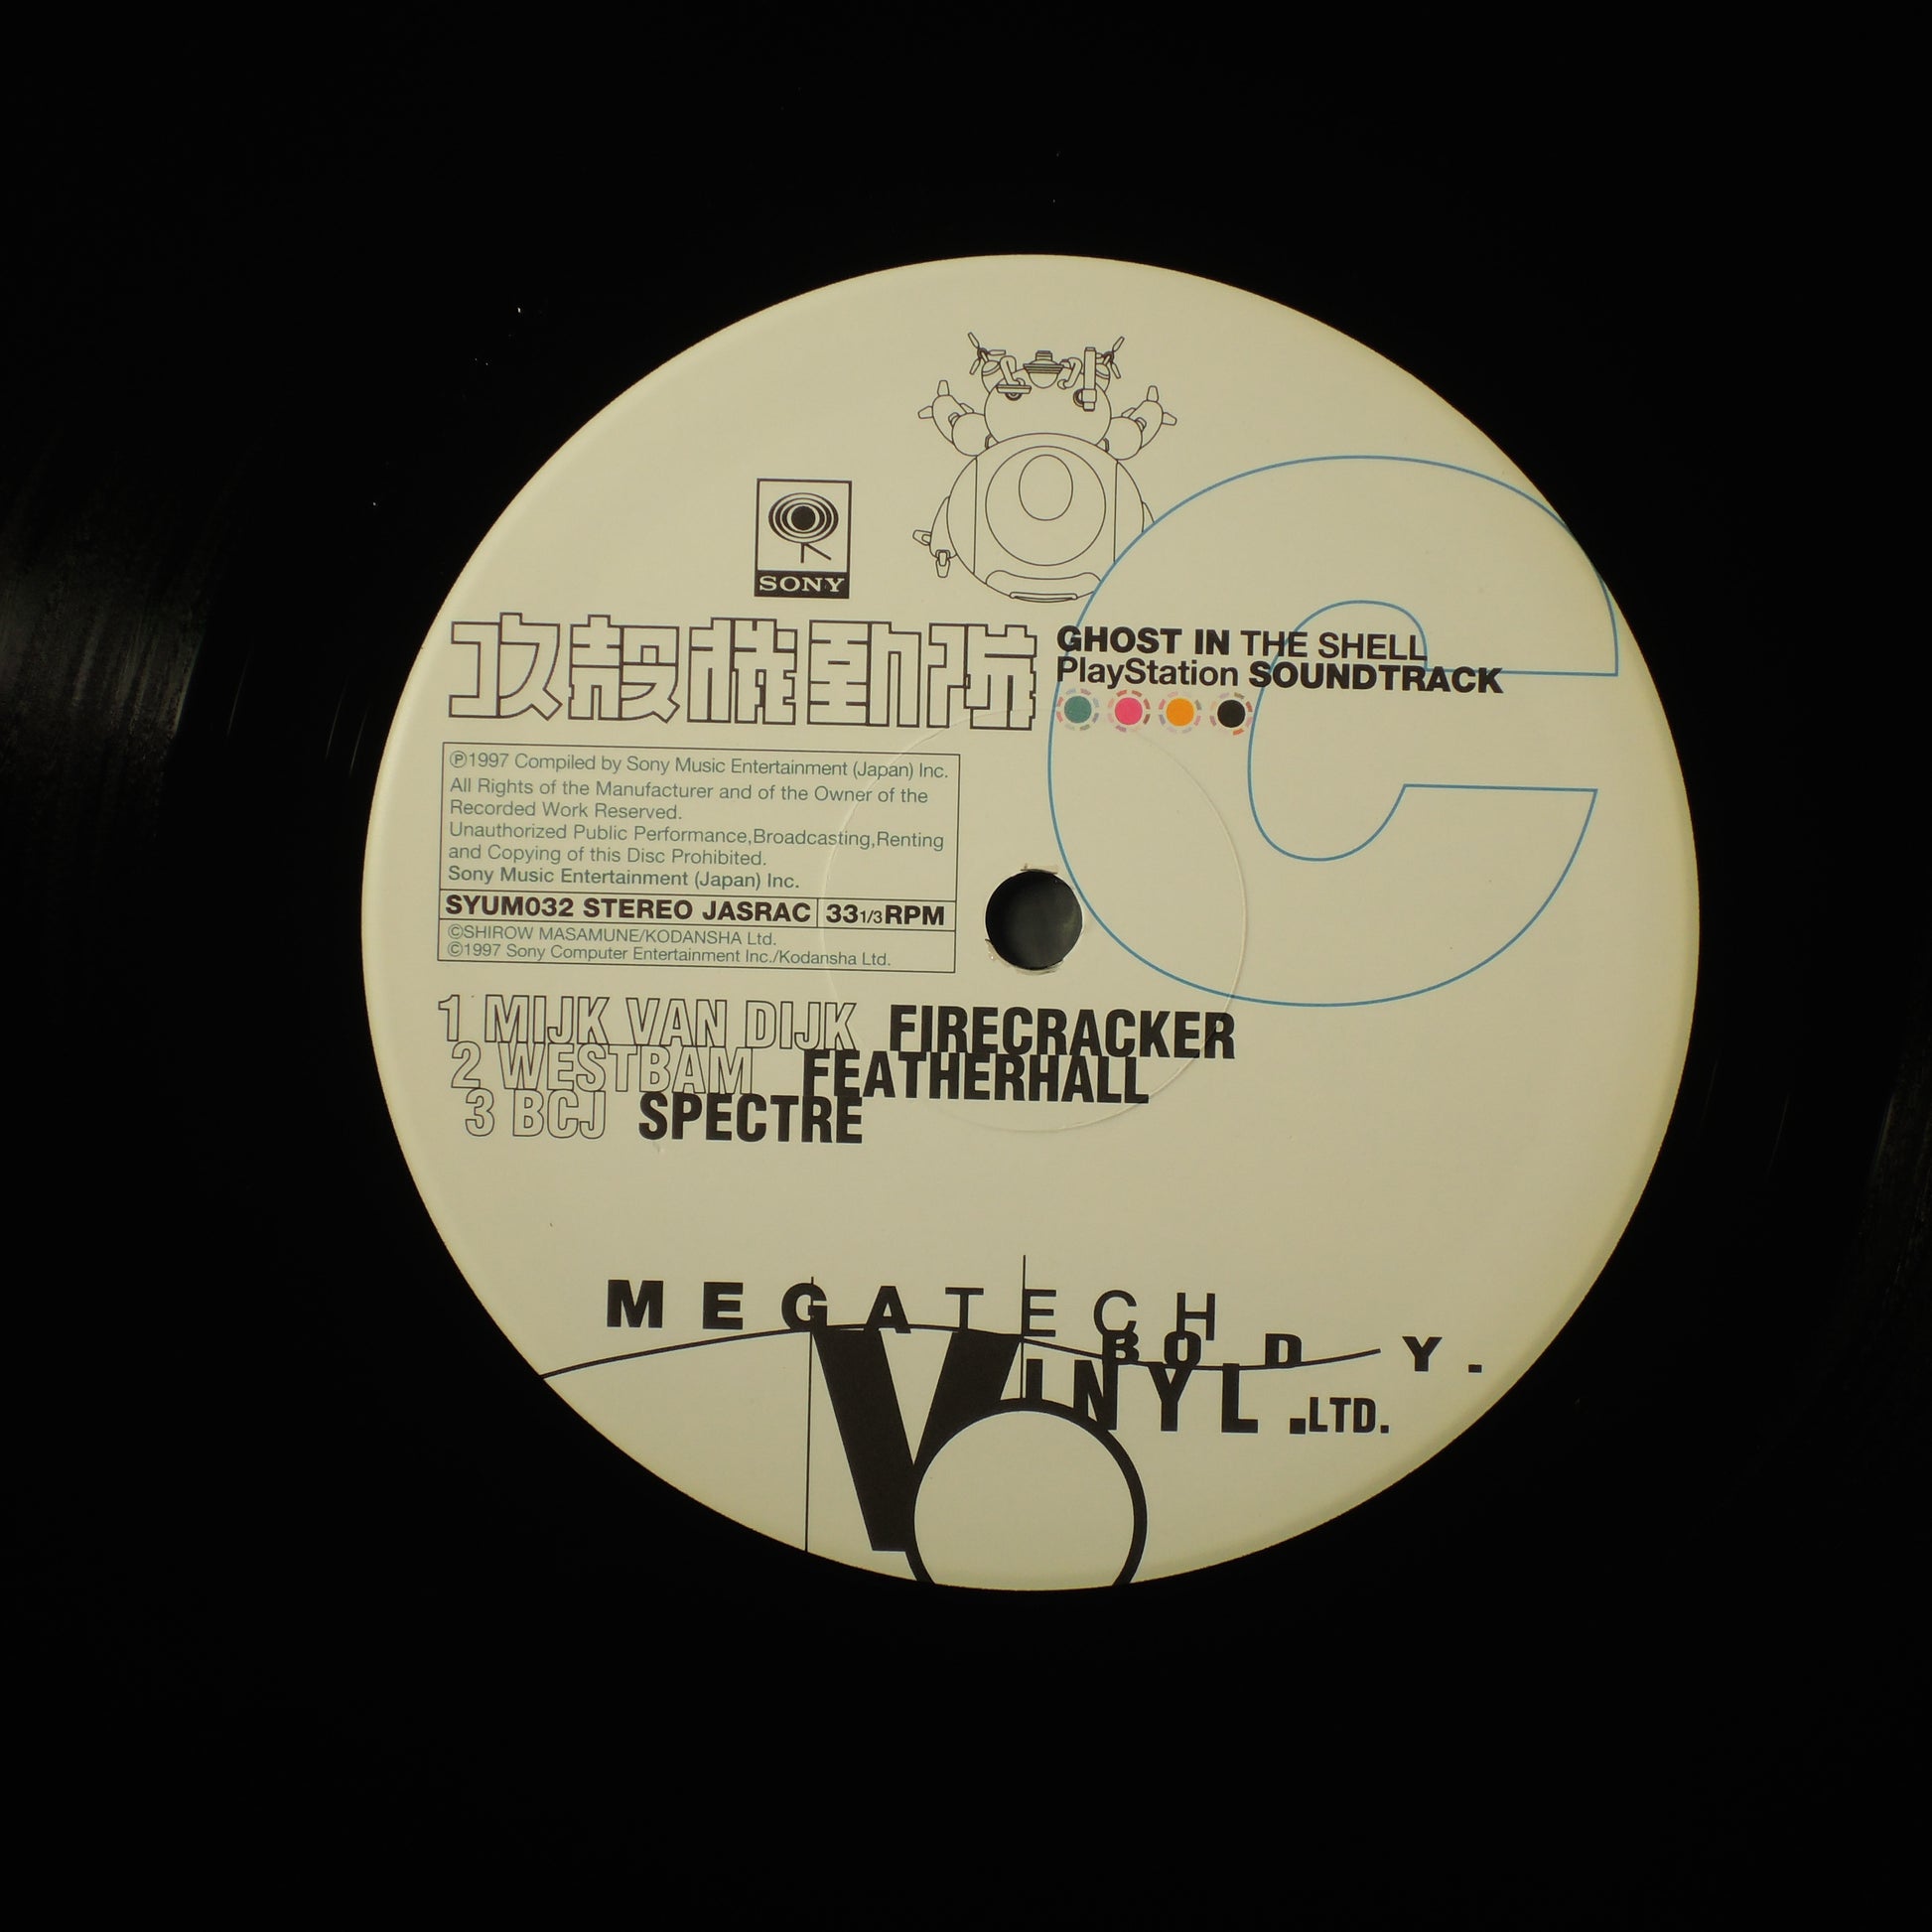 SONY
攻殻機動隊
GHOST IN THE SHELL
PlayStation SOUNDTRACK
C
℗1997 Compiled by Sony Music Entertainment (Japan) Inc.
All Rights of the Manufacturer and of the Owner of the
Recorded Work Reserved.
Unauthorized Public Performance,Broadcasting,Renting
and Copying of this Disc Prohibited.
Sony Music Entertainment (Japan) Inc.
SYUM032 STEREO JASRAC 33 1/3 RPM
©SHIROW MASAMUNE/KODANSHA Ltd.
©1997 Sony Computer Entertainment Inc./Kodansha Ltd.
1 MIJK VAN DIJK FIRECRACKER
2 WESTBAM FEATHERHALL
3 BCJ SPECTRE
MEGATECH
BODY.
VINYL.LTD.